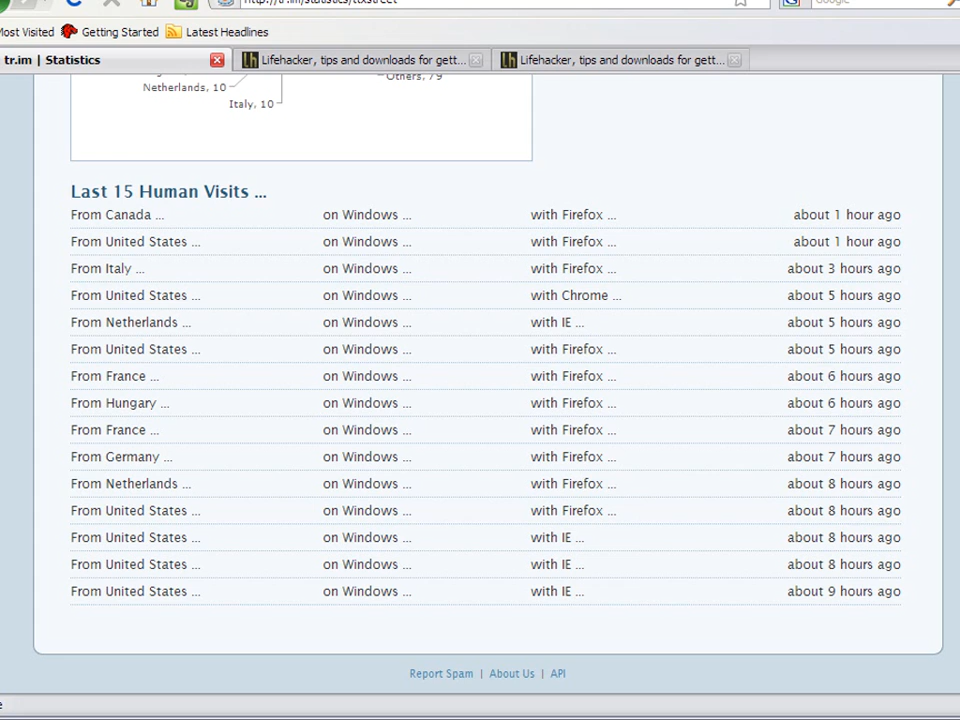 Most Visited Getting Started Latest Headlines
tr.im | Statistics Lifehacker, tips and downloads for gett... Lifehacker, tips and downloads for gett...
Others, 79
Netherlands, 10
Italy, 10
Last 15 Human Visits ...
From Canada ... on Windows ... with Firefox ... about 1 hour ago
From United States ... on Windows ... with Firefox ... about 1 hour ago
From Italy ... on Windows ... with Firefox ... about 3 hours ago
From United States ... on Windows ... with Chrome ... about 5 hours ago
From Netherlands ... on Windows ... with IE ... about 5 hours ago
From United States ... on Windows ... with Firefox ... about 5 hours ago
From France ... on Windows ... with Firefox ... about 6 hours ago
From Hungary ... on Windows ... with Firefox ... about 6 hours ago
From France ... on Windows ... with Firefox ... about 7 hours ago
From Germany ... on Windows ... with Firefox ... about 7 hours ago
From Netherlands ... on Windows ... with Firefox ... about 8 hours ago
From United States ... on Windows ... with Firefox ... about 8 hours ago
From United States ... on Windows ... with IE ... about 8 hours ago
From United States ... on Windows ... with IE ... about 8 hours ago
From United States ... on Windows ... with IE ... about 9 hours ago
Report Spam | About Us | API